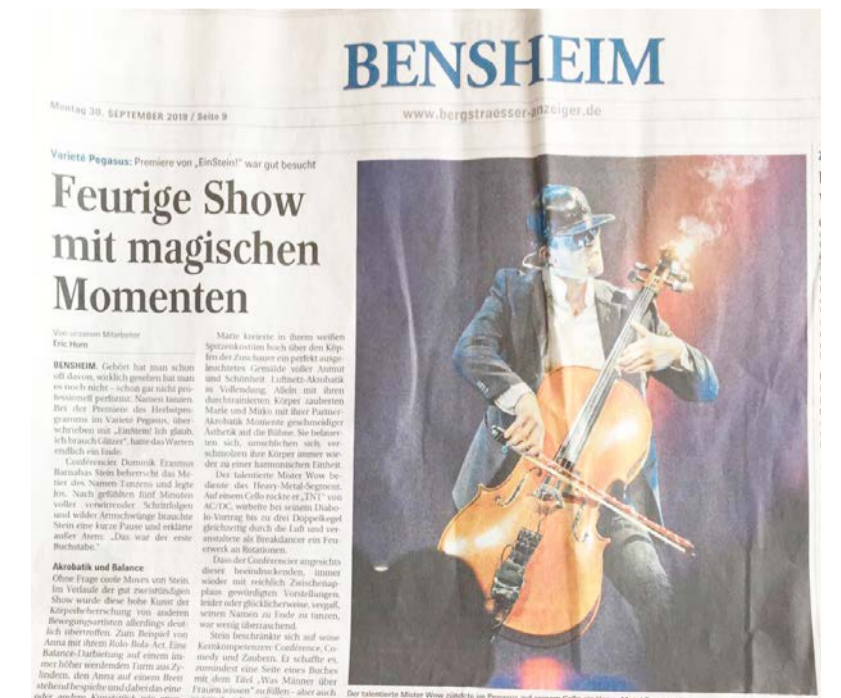 BENSHEIM
Montag 30. SEPTEMBER 2019 / Seite 9
www.bergstraesser-anzeiger.de
Varieté Pegasus: Premiere von „EinStein!" war gut besucht
Feurige Show
mit magischen
Momenten
Von unserem Mitarbeiter
Eric Horn
BENSHEIM. Gehört hat man schon
oft davon, wirklich gesehen hat man
es noch nicht – schon gar nicht pro-
fessionell performt: Namen tanzen.
Bei der Premiere des Herbstpro-
gramms im Varieté Pegasus, über-
schrieben mit „EinStein! Ich glaub,
ich brauch Glitzer", hatte das Warten
endlich ein Ende.
Conférencier Dominik Erasmus
Barnabas Stein beherrscht das Me-
tier des Namen-Tanzens und legte
los. Nach gefühlten fünf Minuten
voller verwirrender Schrittfolgen
und wilder Armschwünge brauchte
Stein eine kurze Pause und erklärte
außer Atem: „Das war der erste
Buchstabe."
Akrobatik und Balance
Ohne Frage coole Moves von Stein.
Im Verlaufe der gut zweistündigen
Show wurde diese hohe Kunst der
Körperbeherrschung von anderen
Bewegungsartisten allerdings deut-
lich übertroffen. Zum Beispiel von
Anna mit ihrem Rolo-Bola-Act. Eine
Balance-Darbietung auf einem im-
mer höher werdenden Turm aus Zy-
lindern, den Anna auf einem Brett
stehend bespielte und dabei das eine
Marie kreierte in ihrem weißen
Spitzenkostüm hoch über den Köp-
fen der Zuschauer ein perfekt ausge-
leuchtetes Gemälde voller Anmut
und Schönheit. Luftnetz-Akrobatik
in Vollendung. Allein mit ihren
durchtrainierten Körper zauberten
Marie und Mirko mit ihrer Partner-
Akrobatik Momente geschmeidiger
Ästhetik auf die Bühne. Sie belauer-
ten sich, umschlichen sich, ver-
schmolzen ihre Körper immer wie-
der zu einer harmonischen Einheit.
Der talentierte Mister Wow be-
diente das Heavy-Metal-Segment.
Auf einem Cello rockte er „TNT" von
AC/DC, wirbelte bei seinem Diabo-
lo-Vortrag bis zu drei Doppelkegel
gleichzeitig durch die Luft und ver-
anstaltete als Breakdancer ein Feu-
erwerk an Rotationen.
Dass der Conférencier angesichts
dieser beeindruckenden, immer
wieder mit reichlich Zwischenap-
plaus gewürdigten Vorstellungen,
leider oder glücklicherweise, vergaß,
seinen Namen zu Ende zu tanzen,
war wenig überraschend.
Stein beschränkte sich auf seine
Kernkompetenzen: Conférence, Co-
medy und Zaubern. Er schaffte es,
zumindest eine Seite eines Buches
mit dem Titel „Was Männer über
Frauen wissen" zu füllen – aber auch
Der talentierte Mister Wow zündete im Pegasus auf seinem Cello